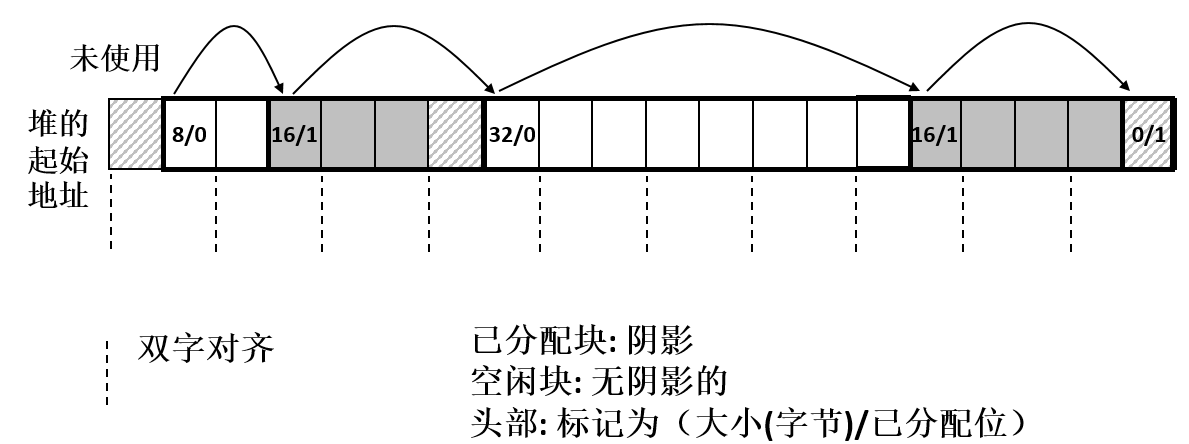 未使用
堆的
起始
地址
8/0 16/1 32/0 16/1 0/1
双字对齐
已分配块: 阴影
空闲块: 无阴影的
头部: 标记为（大小(字节)/已分配位）